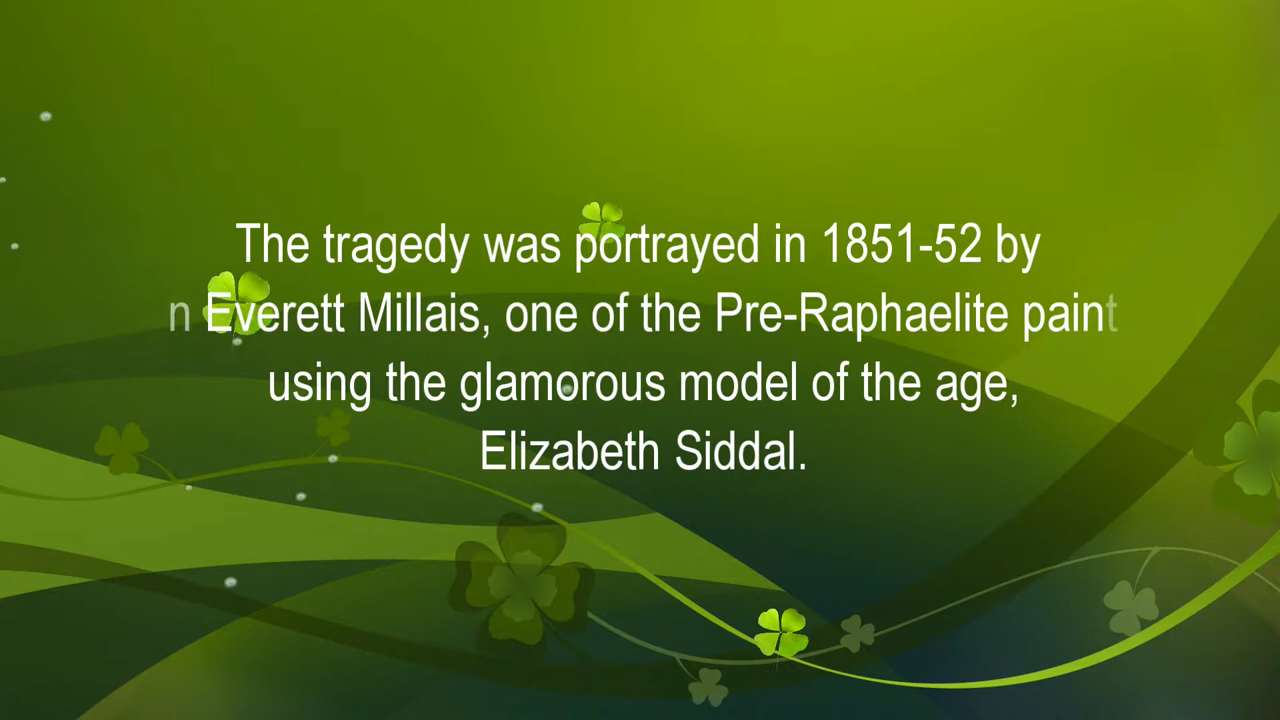 The tragedy was portrayed in 1851-52 by
n Everett Millais, one of the Pre-Raphaelite paint
using the glamorous model of the age,
Elizabeth Siddal.